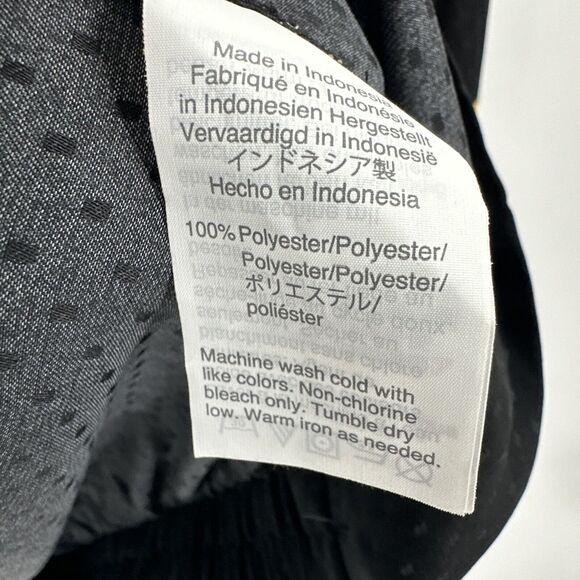 Made in Indonesia
Fabriqué en Indonésie
in Indonesien Hergestellt
Vervaardigd in Indonesië
インドネシア製
Hecho en Indonesia
100% Polyester/Polyester/
Polyester/Polyester/
ポリエステル/
poliéster
Machine wash cold with
like colors. Non-chlorine
bleach only. Tumble dry
low. Warm iron as needed.